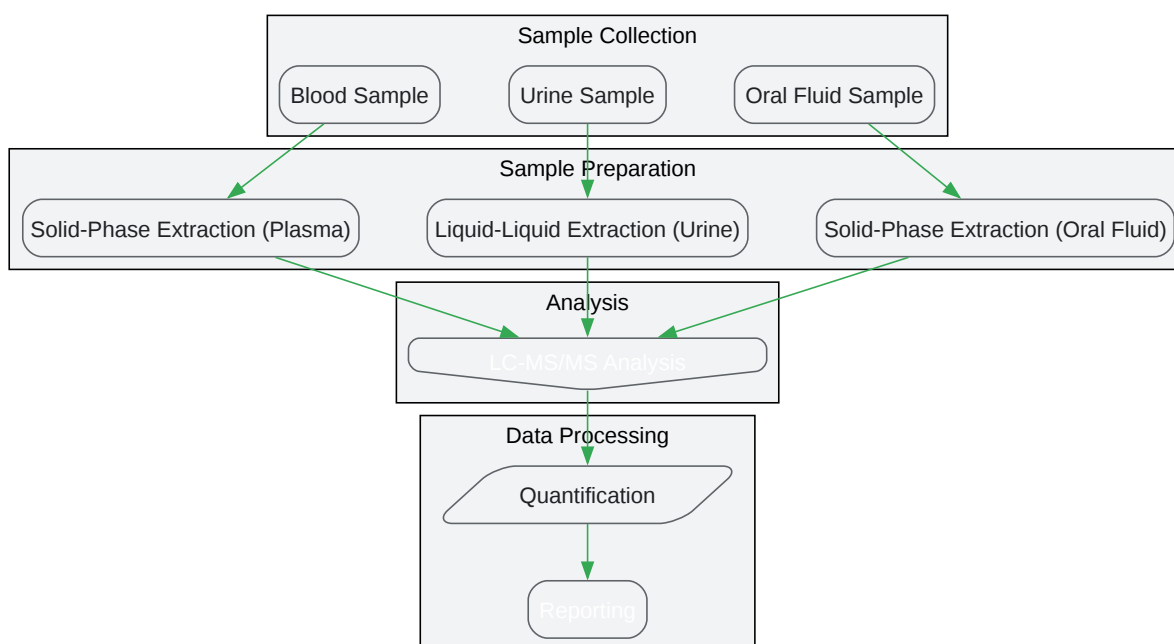 Sample Collection
Blood Sample
Urine Sample
Oral Fluid Sample
Sample Preparation
Solid-Phase Extraction (Plasma)
Liquid-Liquid Extraction (Urine)
Solid-Phase Extraction (Oral Fluid)
Analysis
LC-MS/MS Analysis
Data Processing
Quantification
Reporting